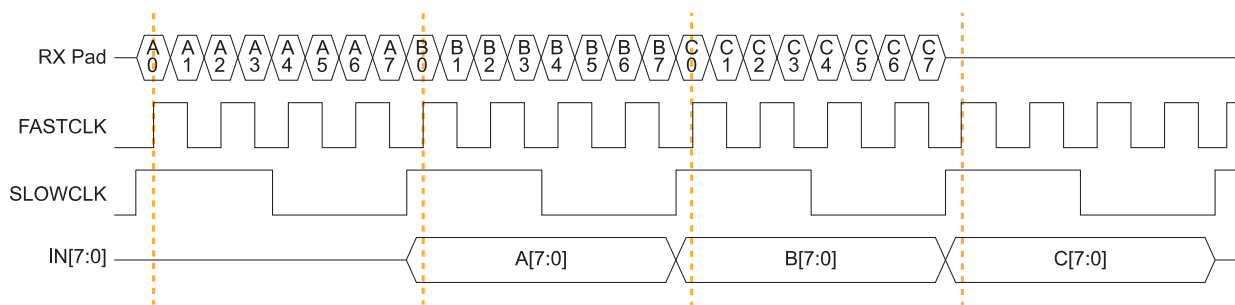 RX Pad A0 A1 A2 A3 A4 A5 A6 A7 B0 B1 B2 B3 B4 B5 B6 B7 C0 C1 C2 C3 C4 C5 C6 C7
FASTCLK
SLOWCLK
IN[7:0] A[7:0] B[7:0] C[7:0]